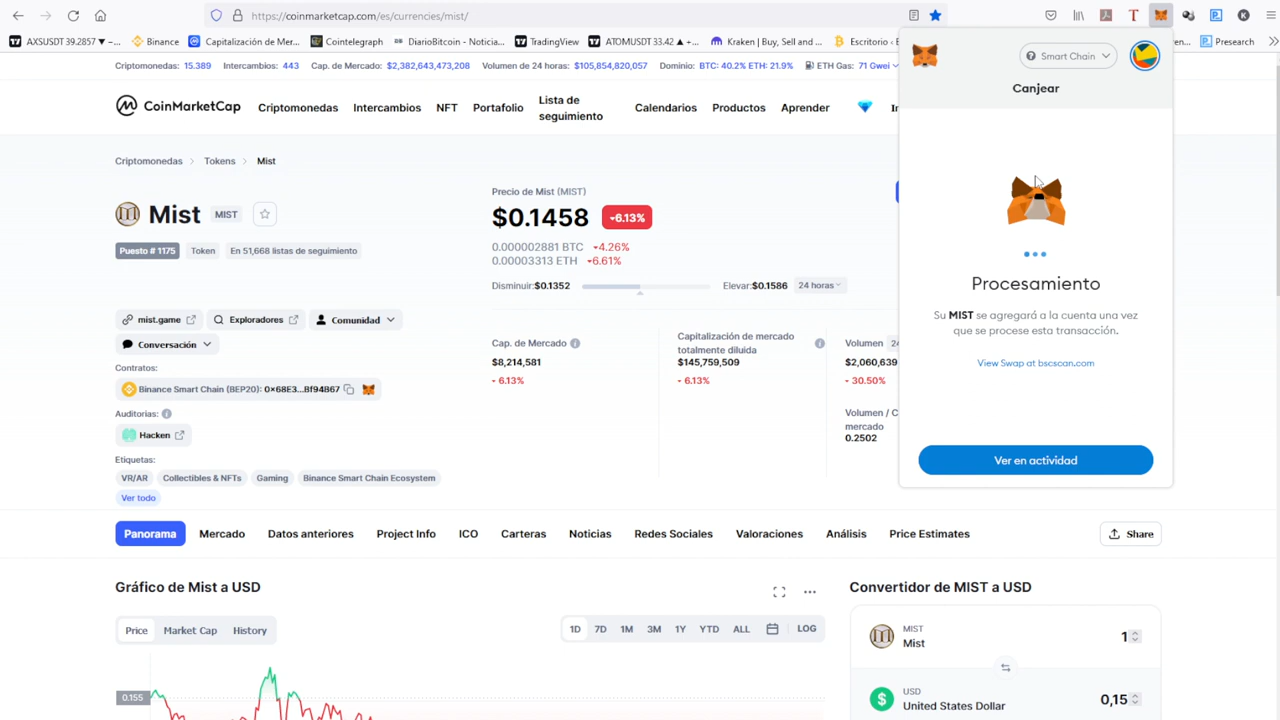 https://coinmarketcap.com/es/currencies/mist/
AXSUSDT 39.2857 ▼ −...
Binance
Capitalización de Mer...
Cointelegraph
DiarioBitcoin - Noticia...
TradingView
ATOMUSDT 33.42 ▲ +...
Kraken | Buy, Sell and ...
Escritorio
en...
Presearch
Criptomonedas: 15.389 Intercambios: 443 Cap. de Mercado: $2,382,643,473,208 Volumen de 24 horas: $105,854,820,057 Dominio: BTC: 40.2% ETH: 21.9% ETH Gas: 71 Gwei
CoinMarketCap
Criptomonedas
Intercambios
NFT
Portafolio
Lista de
seguimiento
Calendarios
Productos
Aprender
Criptomonedas > Tokens > Mist
Mist MIST
Puesto # 1175
Token
En 51,668 listas de seguimiento
Precio de Mist (MIST)
$0.1458 -6.13%
0.000002881 BTC -4.26%
0.00003313 ETH -6.61%
Disminuir:$0.1352
Elevar:$0.1586
24 horas
mist.game
Exploradores
Comunidad
Conversación
Contratos:
Binance Smart Chain (BEP20): 0X68E3...Bf94B67
Auditorias:
Hacken
Etiquetas:
VR/AR
Collectibles & NFTs
Gaming
Binance Smart Chain Ecosystem
Ver todo
Cap. de Mercado
$8,214,581
- 6.13%
Capitalización de mercado
totalmente diluida
$145,759,509
- 6.13%
Volumen 24
$2,060,639
- 30.50%
Volumen / C
mercado
0.2502
Smart Chain
Canjear
Procesamiento
Su MIST se agregará a la cuenta una vez
que se procese esta transacción.
View Swap at bscscan.com
Ver en actividad
Panorama
Mercado
Datos anteriores
Project Info
ICO
Carteras
Noticias
Redes Sociales
Valoraciones
Análisis
Price Estimates
Share
Gráfico de Mist a USD
Price
Market Cap
History
1D
7D
1M
3M
1Y
YTD
ALL
LOG
0.155
Convertidor de MIST a USD
MIST
Mist
1
USD
United States Dollar
0,15